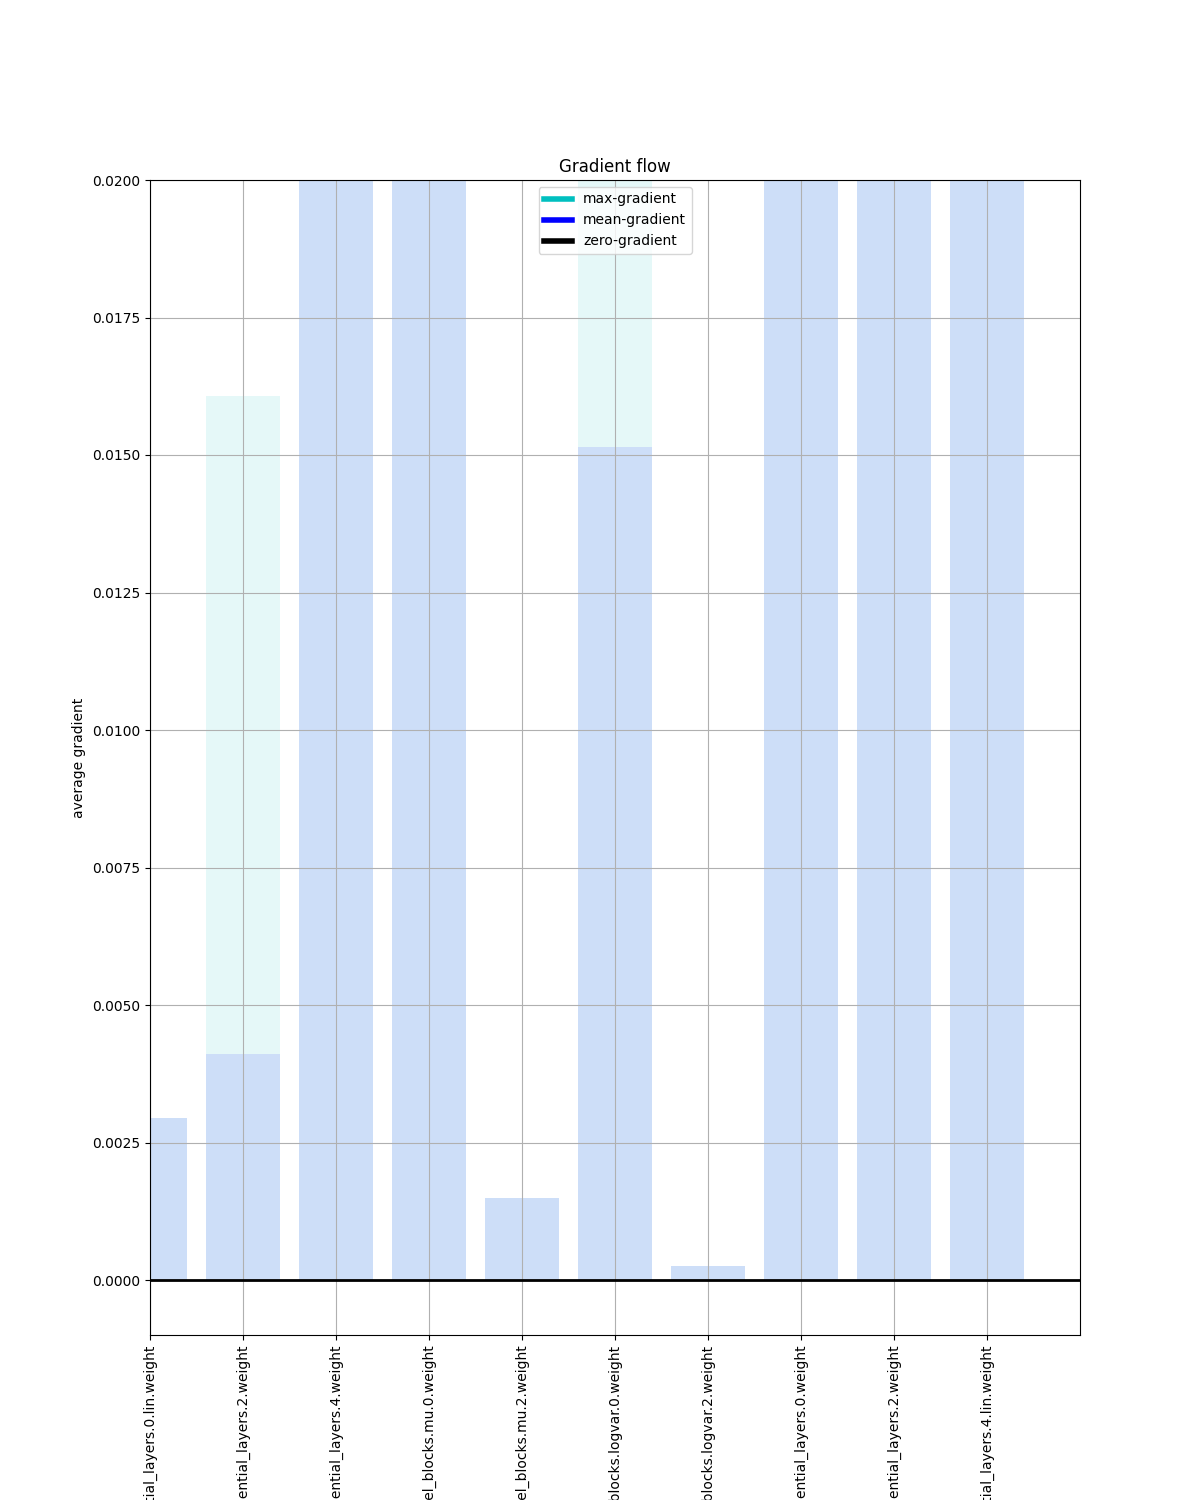 Gradient flow
max-gradient
mean-gradient
zero-gradient
0.0200
0.0175
0.0150
0.0125
0.0100
0.0075
0.0050
0.0025
0.0000
average gradient
tial_layers.0.lin.weight
ential_layers.2.weight
ential_layers.4.weight
el_blocks.mu.0.weight
el_blocks.mu.2.weight
blocks.logvar.0.weight
blocks.logvar.2.weight
ential_layers.0.weight
ential_layers.2.weight
tial_layers.4.lin.weight